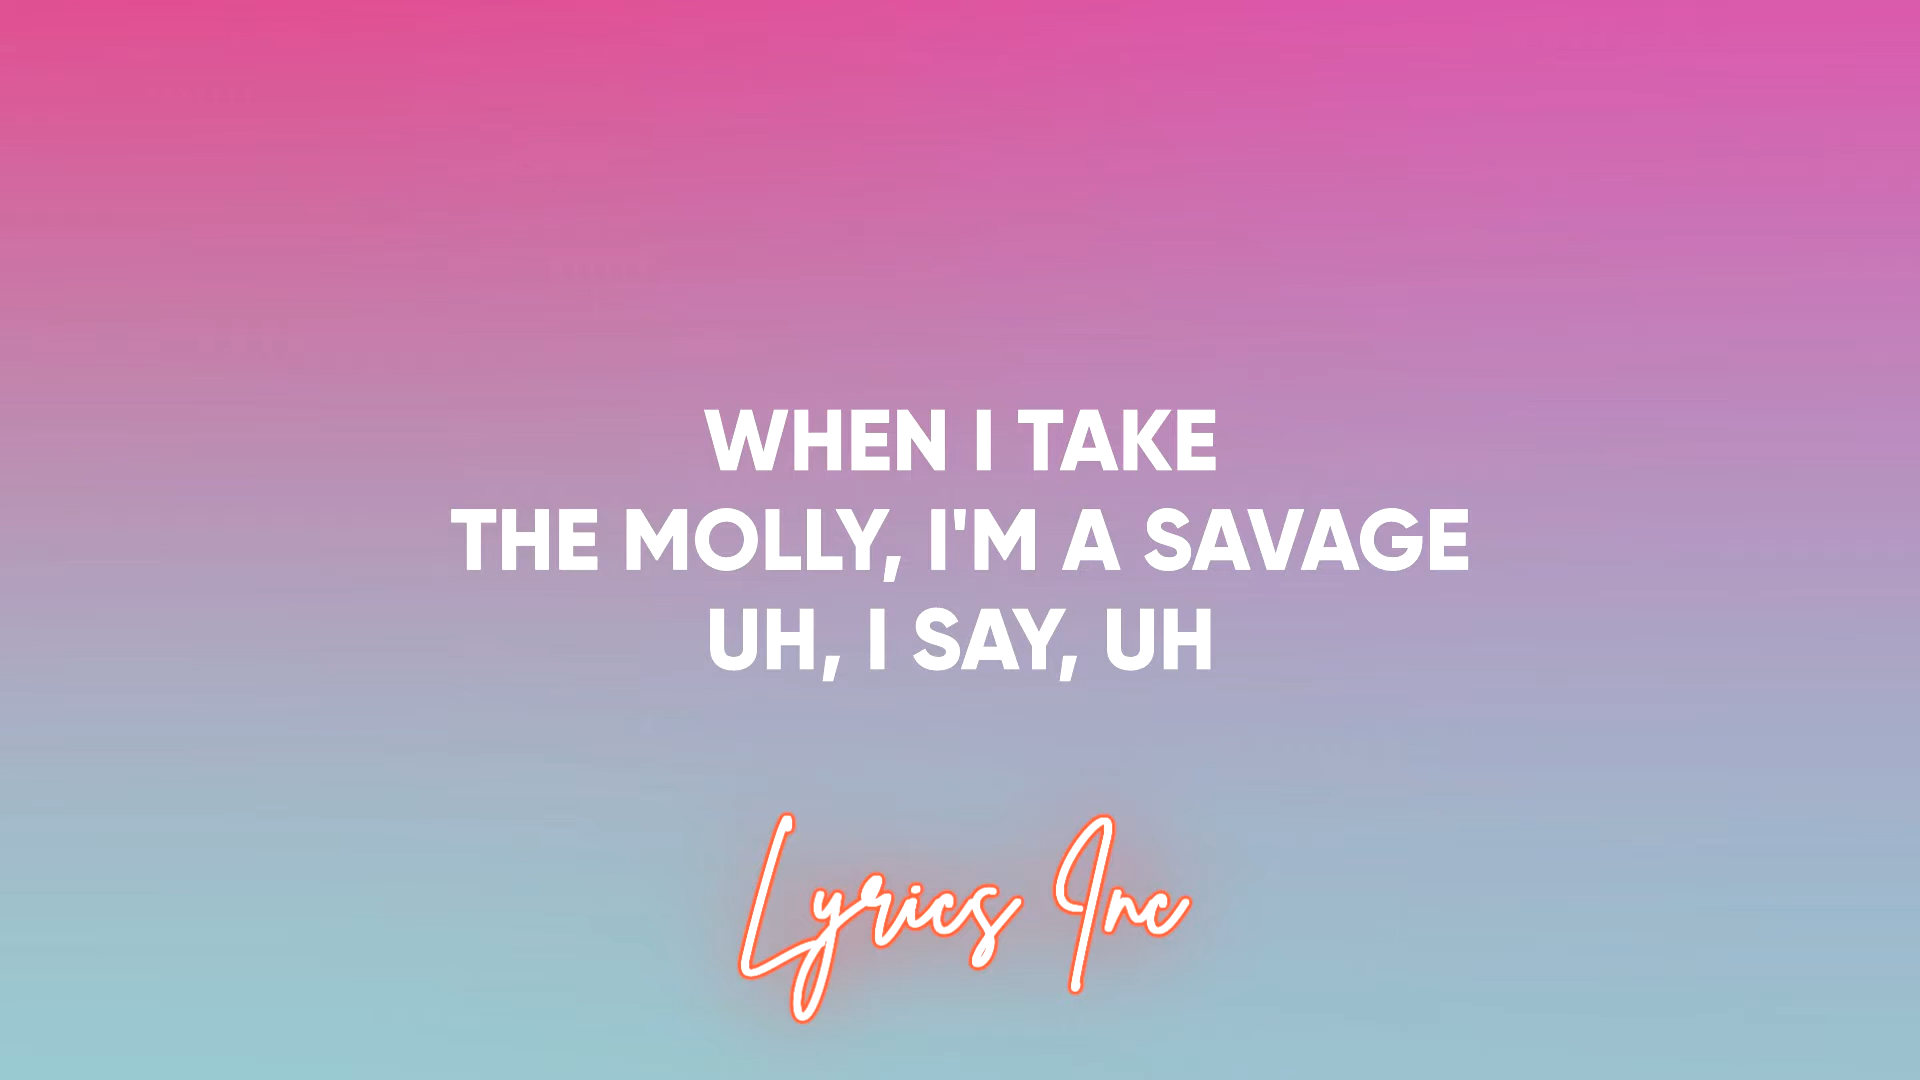 WHEN I TAKE
THE MOLLY, I'M A SAVAGE
UH, I SAY, UH
Lyrics Inc